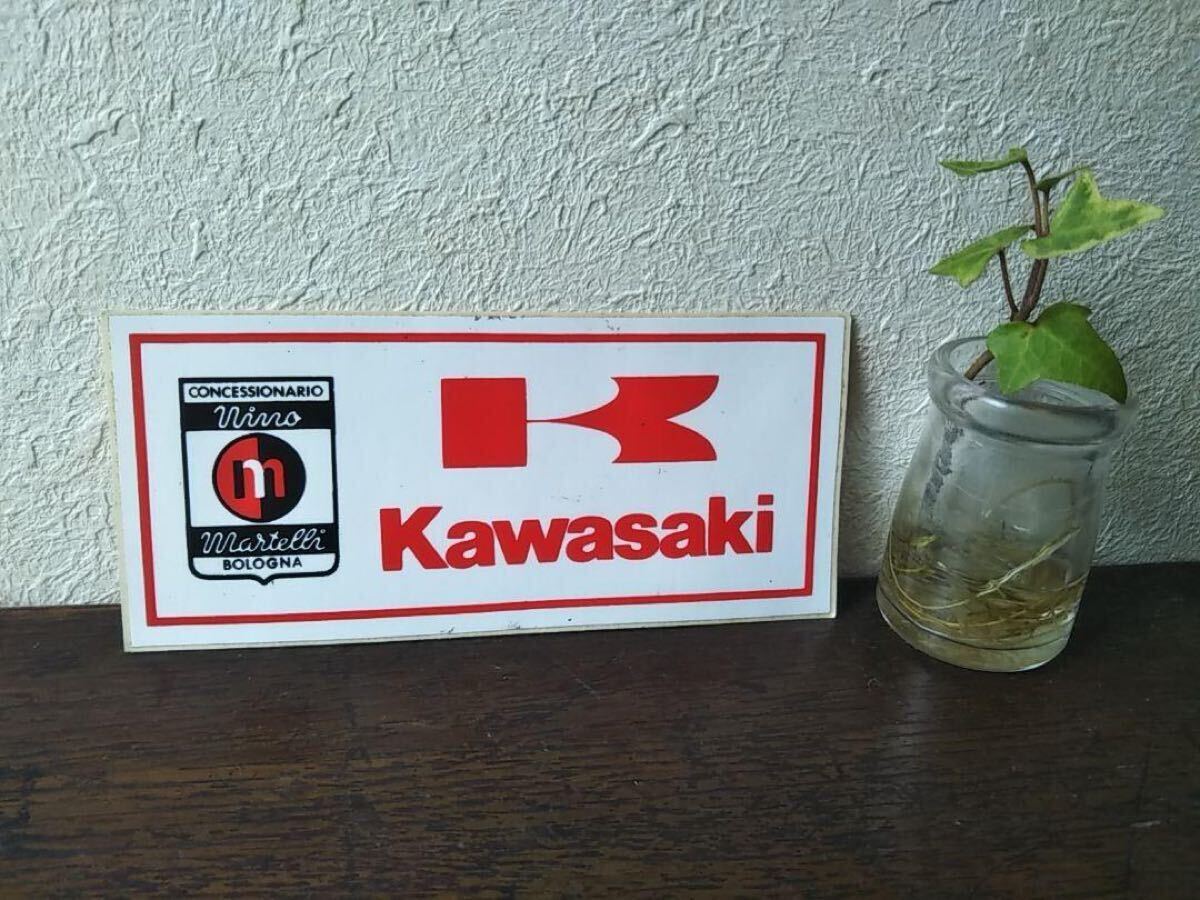 CONCESSIONARIO
Nino
m
Martelli
BOLOGNA
K
Kawasaki